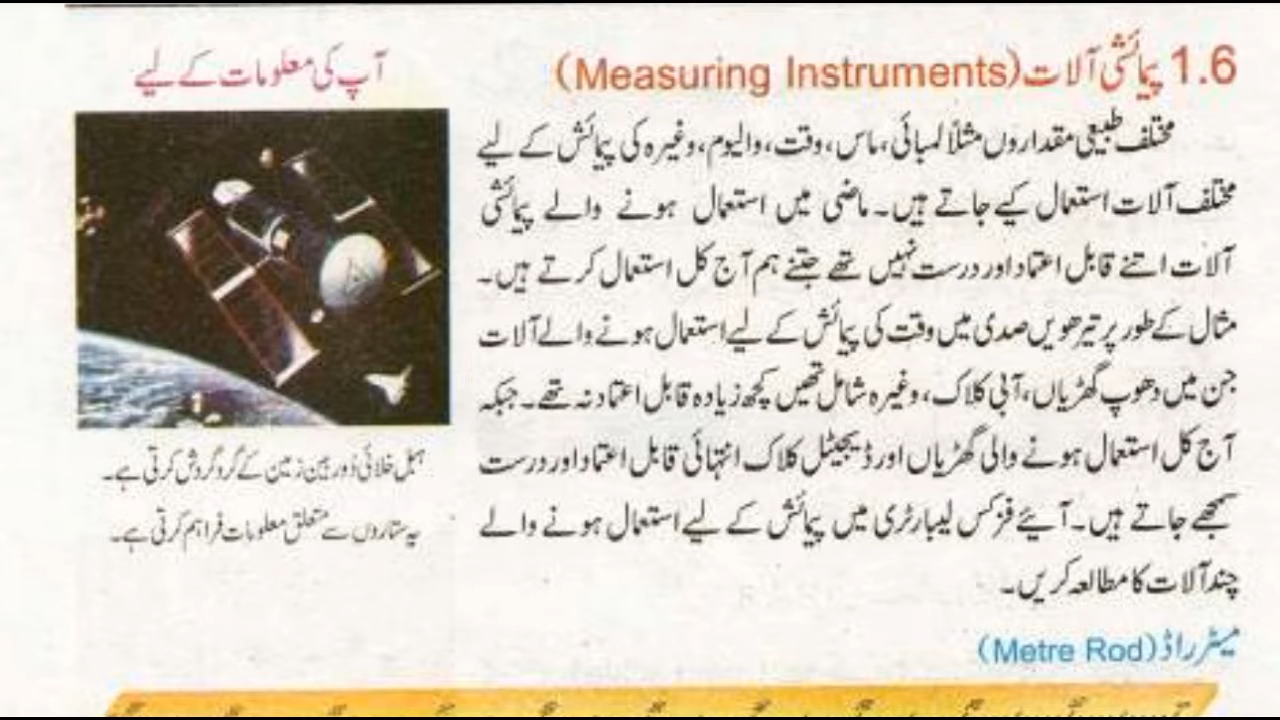 1.6 پیمائشی آلات (Measuring Instruments)
مختلف طبیعی مقداروں مثلاً لمبائی، ماس، وقت، والیوم، وغیرہ کی پیمائش کے لیے
مختلف آلات استعمال کیے جاتے ہیں۔ ماضی میں استعمال ہونے والے پیمائشی
آلات اتنے قابل اعتماد اور درست نہیں تھے جتنے ہم آج کل استعمال کرتے ہیں۔
مثال کے طور پر تیرھویں صدی میں وقت کی پیمائش کے لیے استعمال ہونے والے آلات
جن میں دھوپ گھڑیاں، آبی کلاک، وغیرہ شامل تھیں کچھ زیادہ قابل اعتماد نہ تھے۔ جبکہ
آج کل استعمال ہونے والی گھڑیاں اور ڈیجیٹل کلاک انتہائی قابل اعتماد اور درست
سمجھے جاتے ہیں۔ آیئے فزکس لیبارٹری میں پیمائش کے لیے استعمال ہونے والے
چند آلات کا مطالعہ کریں۔
میٹر راڈ (Metre Rod)
آپ کی معلومات کے لیے
ہبل خلائی دُوربین زمین کے گرد گردش کرتی ہے۔
یہ ستاروں سے متعلق معلومات فراہم کرتی ہے۔